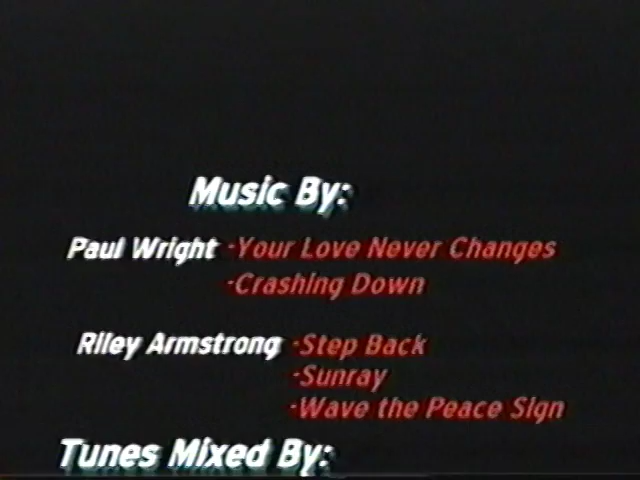 Music By:
Paul Wright -Your Love Never Changes
-Crashing Down
Riley Armstrong -Step Back
-Sunray
-Wave the Peace Sign
Tunes Mixed By: